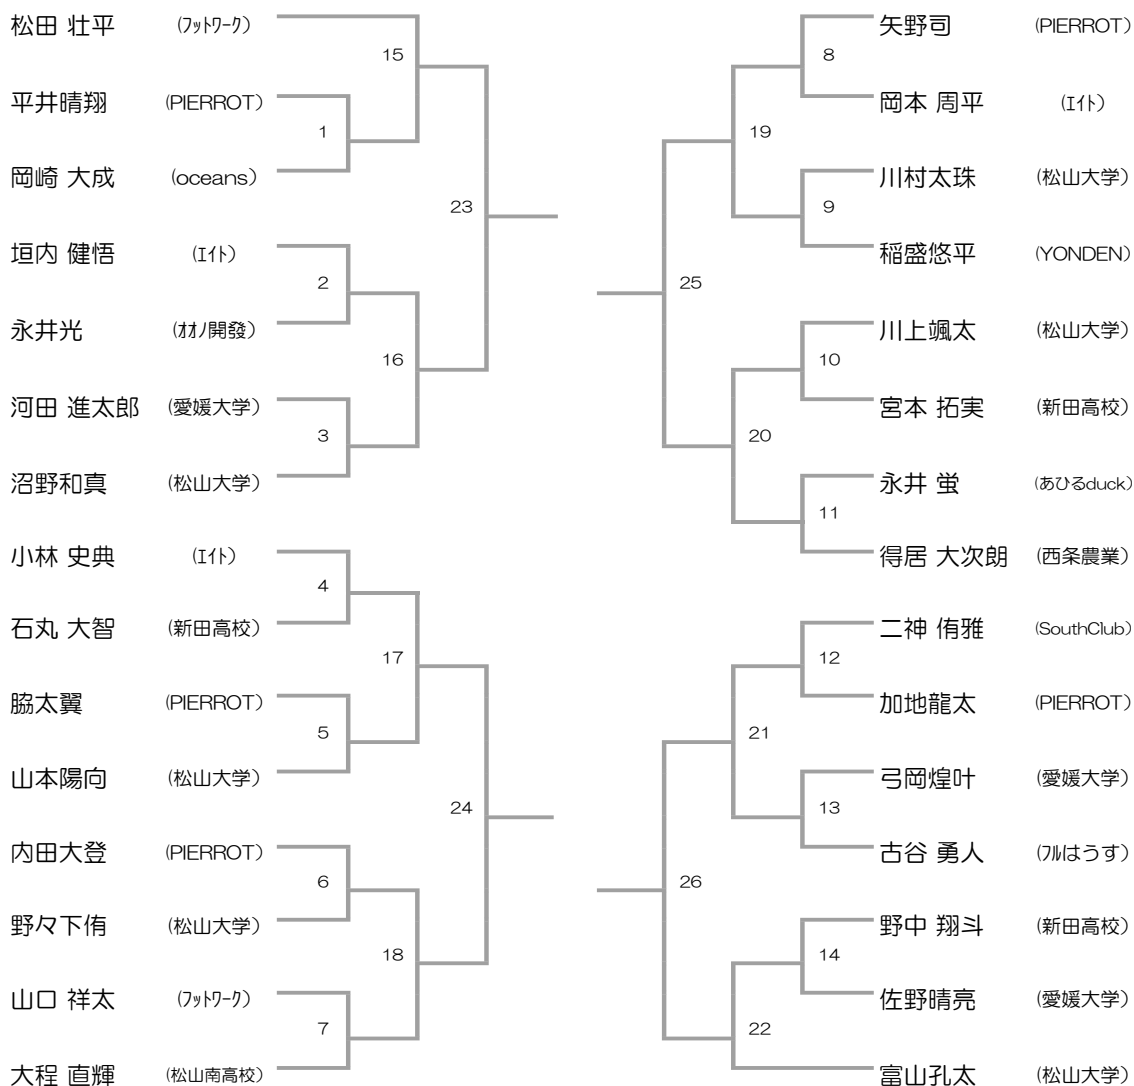 松田 壮平 (ﾌｯﾄﾜｰｸ)
15
平井晴翔 (PIERROT)
1
岡崎 大成 (oceans)
23
垣内 健悟 (ｴｲﾄ)
2
永井光 (ｵｵﾉ開發)
16
河田 進太郎 (愛媛大学)
3
沼野和真 (松山大学)
小林 史典 (ｴｲﾄ)
4
石丸 大智 (新田高校)
17
脇太翼 (PIERROT)
5
山本陽向 (松山大学)
24
内田大登 (PIERROT)
6
野々下侑 (松山大学)
18
山口 祥太 (ﾌｯﾄﾜｰｸ)
7
大程 直輝 (松山南高校)
矢野司 (PIERROT)
8
岡本 周平 (ｴｲﾄ)
19
川村太珠 (松山大学)
9
稲盛悠平 (YONDEN)
25
川上颯太 (松山大学)
10
宮本 拓実 (新田高校)
20
永井 蛍 (あひるduck)
11
得居 大次朗 (西条農業)
二神 侑雅 (SouthClub)
12
加地龍太 (PIERROT)
21
弓岡煌叶 (愛媛大学)
13
古谷 勇人 (ﾌﾙはうす)
26
野中 翔斗 (新田高校)
14
佐野晴亮 (愛媛大学)
22
富山孔太 (松山大学)